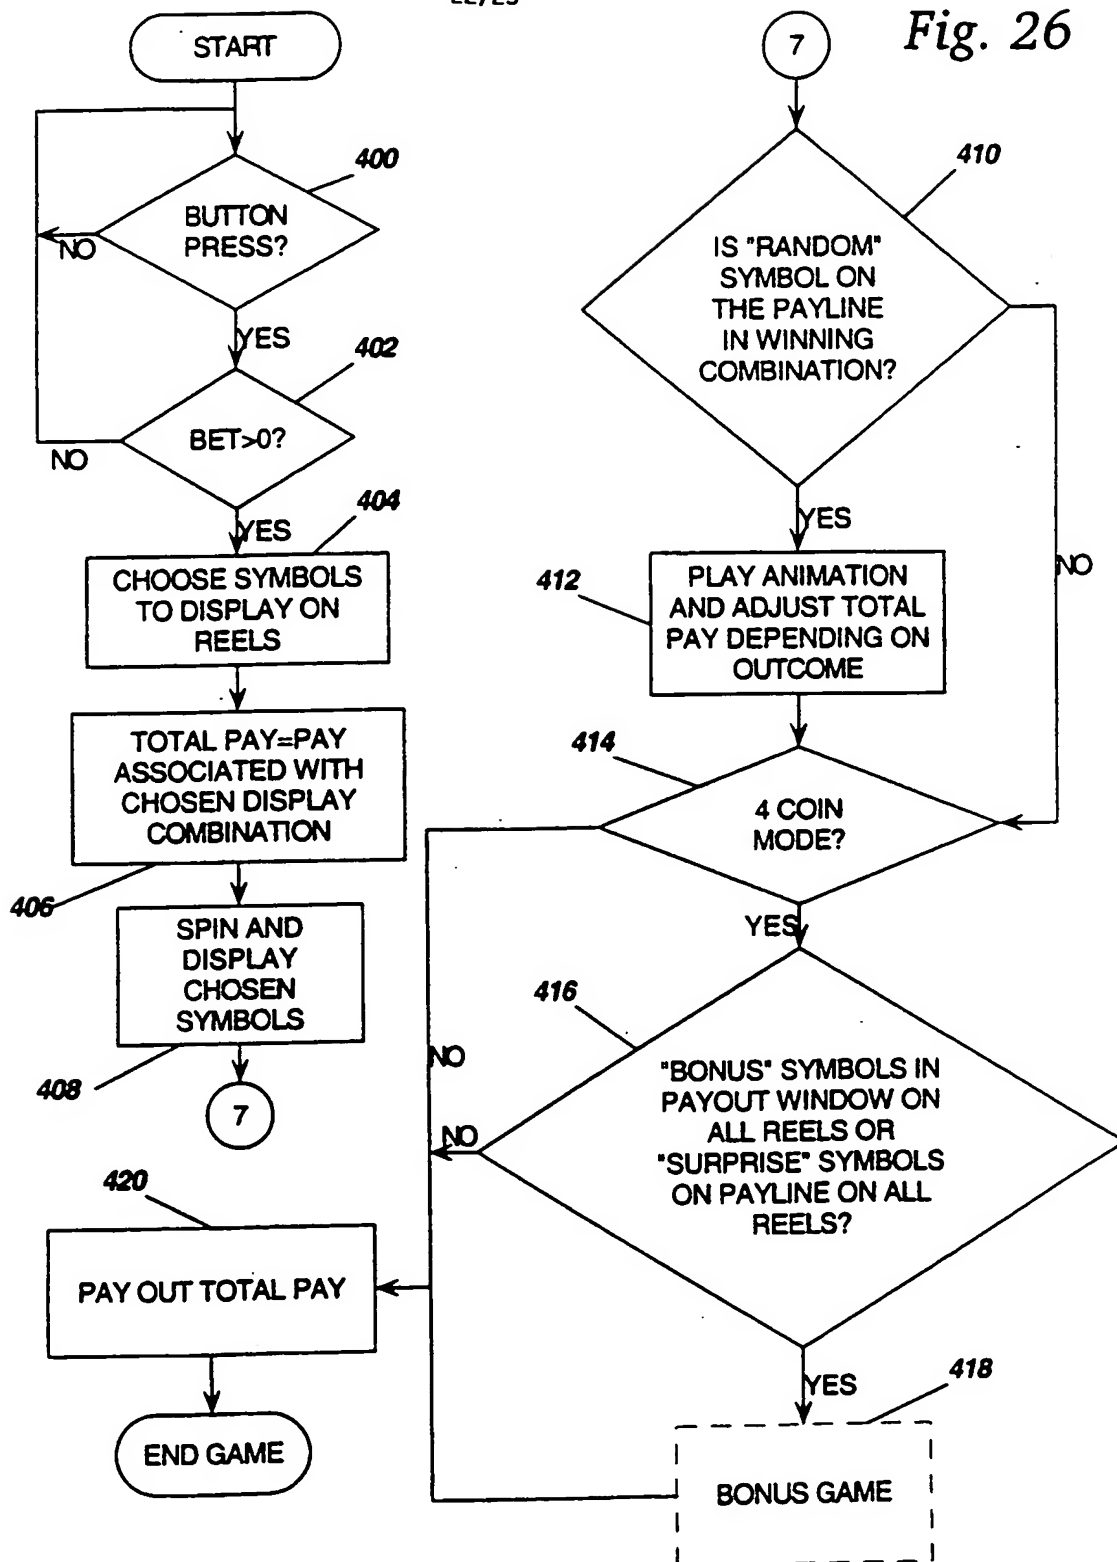 Fig. 26
START
400
BUTTON
PRESS?
NO
YES
402
BET>0?
NO
YES
404
CHOOSE SYMBOLS
TO DISPLAY ON
REELS
TOTAL PAY=PAY
ASSOCIATED WITH
CHOSEN DISPLAY
COMBINATION
406
SPIN AND
DISPLAY
CHOSEN
SYMBOLS
408
7
420
PAY OUT TOTAL PAY
END GAME
7
410
IS "RANDOM"
SYMBOL ON
THE PAYLINE
IN WINNING
COMBINATION?
YES
NO
412
PLAY ANIMATION
AND ADJUST TOTAL
PAY DEPENDING ON
OUTCOME
414
4 COIN
MODE?
NO
YES
416
"BONUS" SYMBOLS IN
PAYOUT WINDOW ON
ALL REELS OR
"SURPRISE" SYMBOLS
ON PAYLINE ON ALL
REELS?
NO
YES
418
BONUS GAME